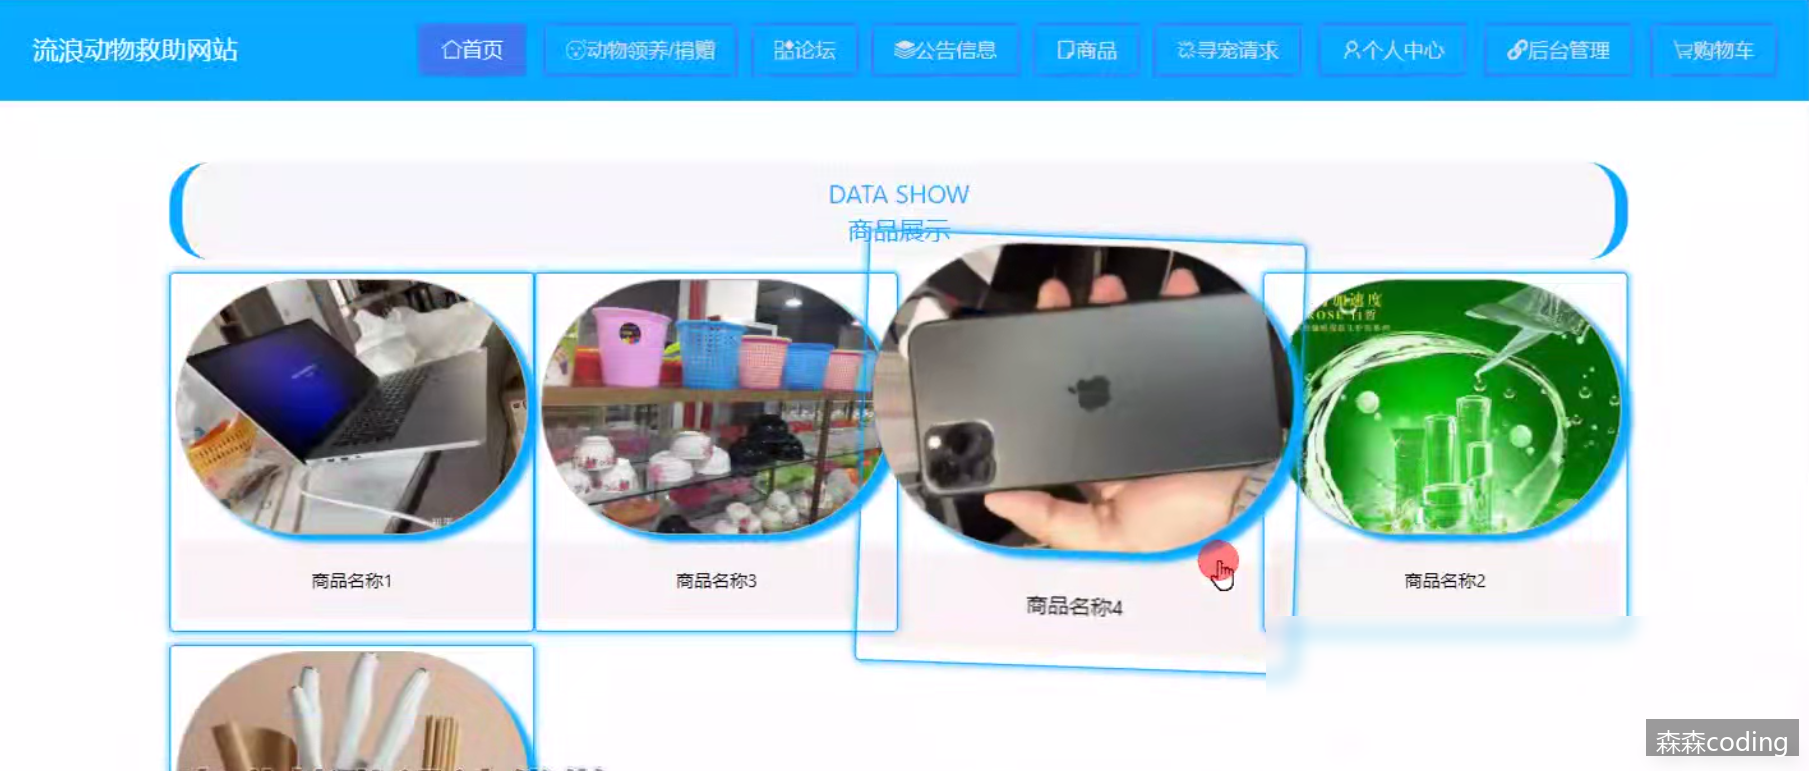 流浪动物救助网站
首页
动物领养/捐赠
论坛
公告信息
商品
寻宠请求
个人中心
后台管理
购物车
DATA SHOW
商品展示
加速度
商品名称1
商品名称3
商品名称4
商品名称2
森森coding